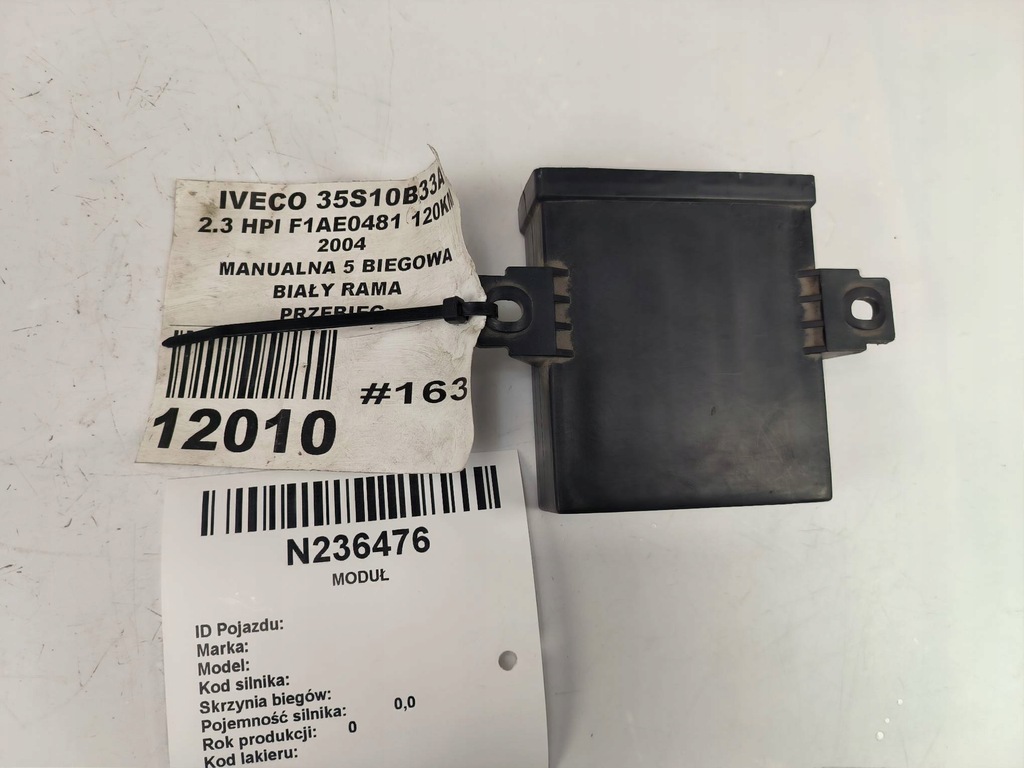 IVECO 35S10B33A
2.3 HPI F1AE0481 120KM
2004
MANUALNA 5 BIEGOWA
BIAŁY RAMA
PRZEBIEG
#163
12010
N236476
MODUŁ
ID Pojazdu:
Marka:
Model:
Kod silnika:
Skrzynia biegów:
Pojemność silnika: 0,0
Rok produkcji: 0
Kod lakieru: